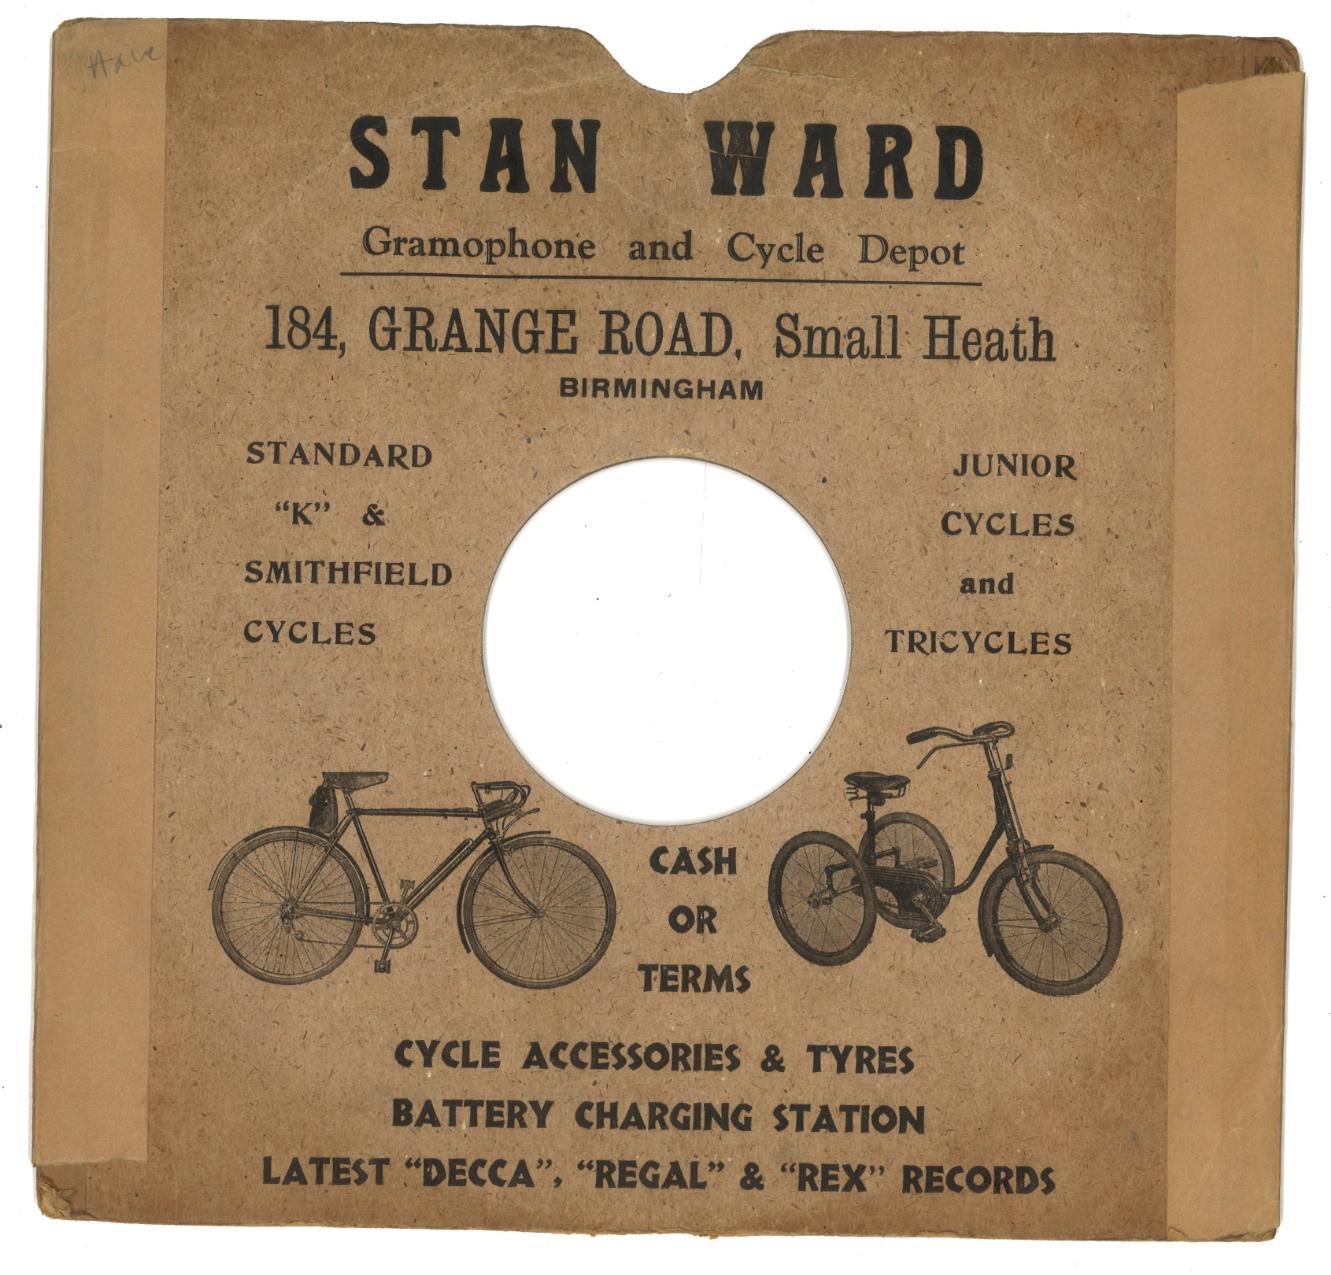 Have
STAN WARD
Gramophone and Cycle Depot
184, GRANGE ROAD, Small Heath
BIRMINGHAM
STANDARD
“K” &
SMITHFIELD
CYCLES
JUNIOR
CYCLES
and
TRICYCLES
CASH
OR
TERMS
CYCLE ACCESSORIES & TYRES
BATTERY CHARGING STATION
LATEST “DECCA”, “REGAL” & “REX” RECORDS